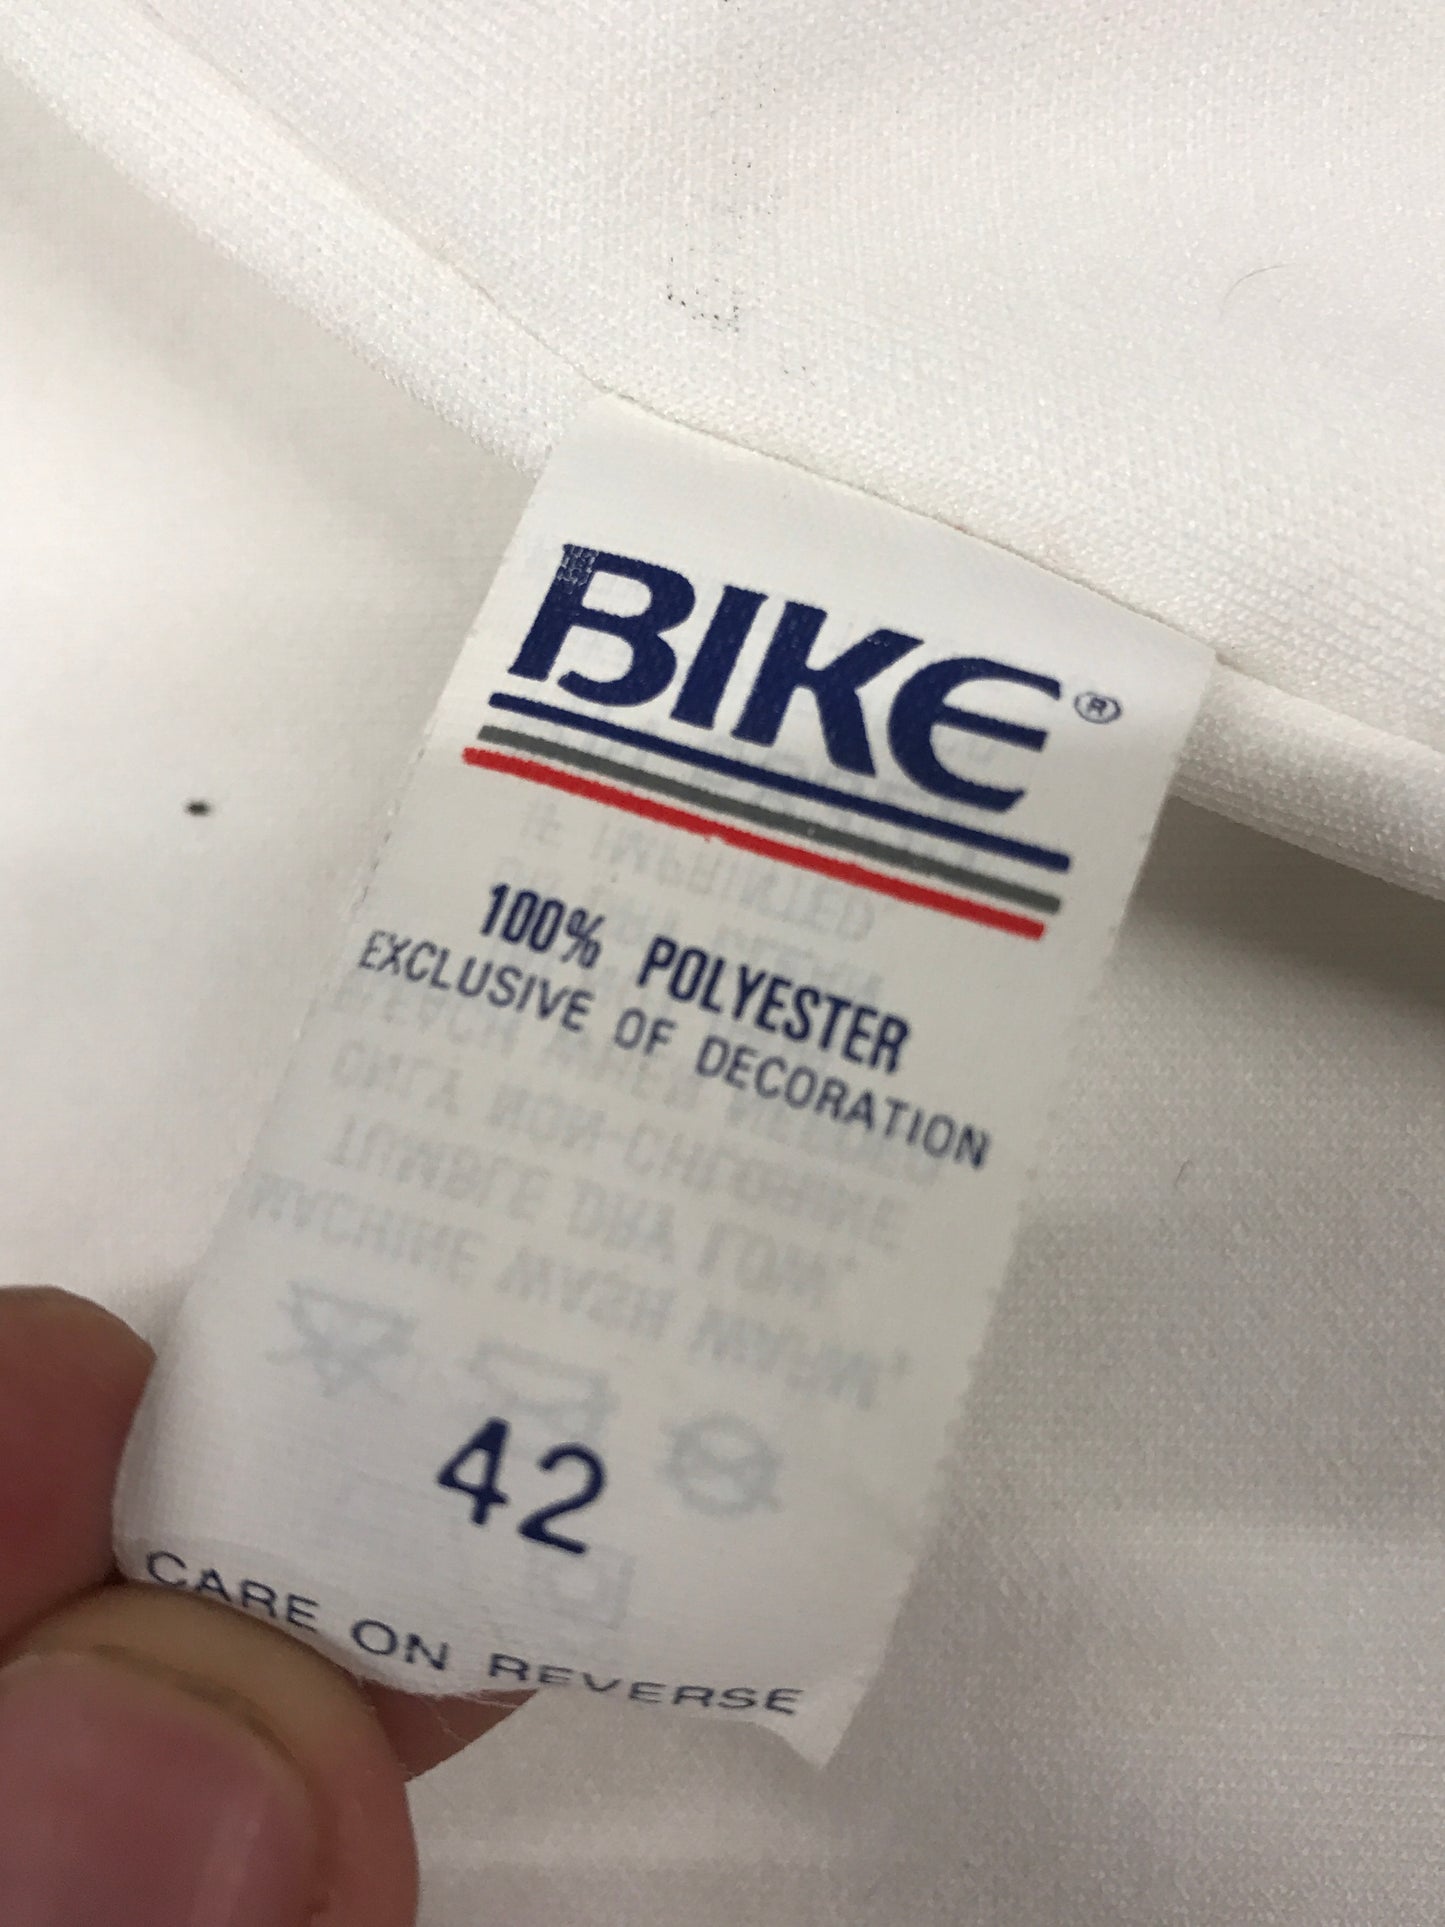 BIKE®
100% POLYESTER
EXCLUSIVE OF DECORATION
42
CARE ON REVERSE